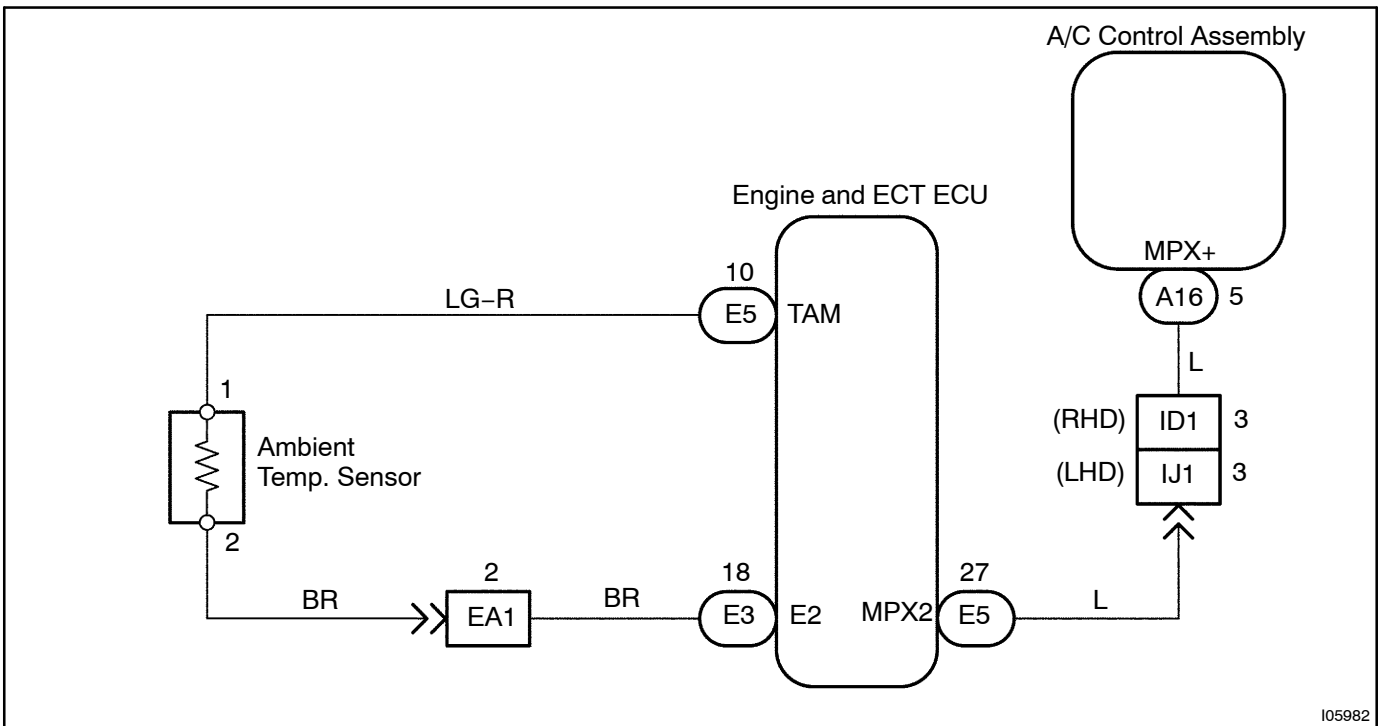 A/C Control Assembly
MPX+
A16 5
L
(RHD) ID1 3
(LHD) IJ1 3
Engine and ECT ECU
10
LG–R
E5 TAM
1
Ambient
Temp. Sensor
2
2
18
27
BR
EA1
BR
E3 E2
MPX2 E5
L
I05982